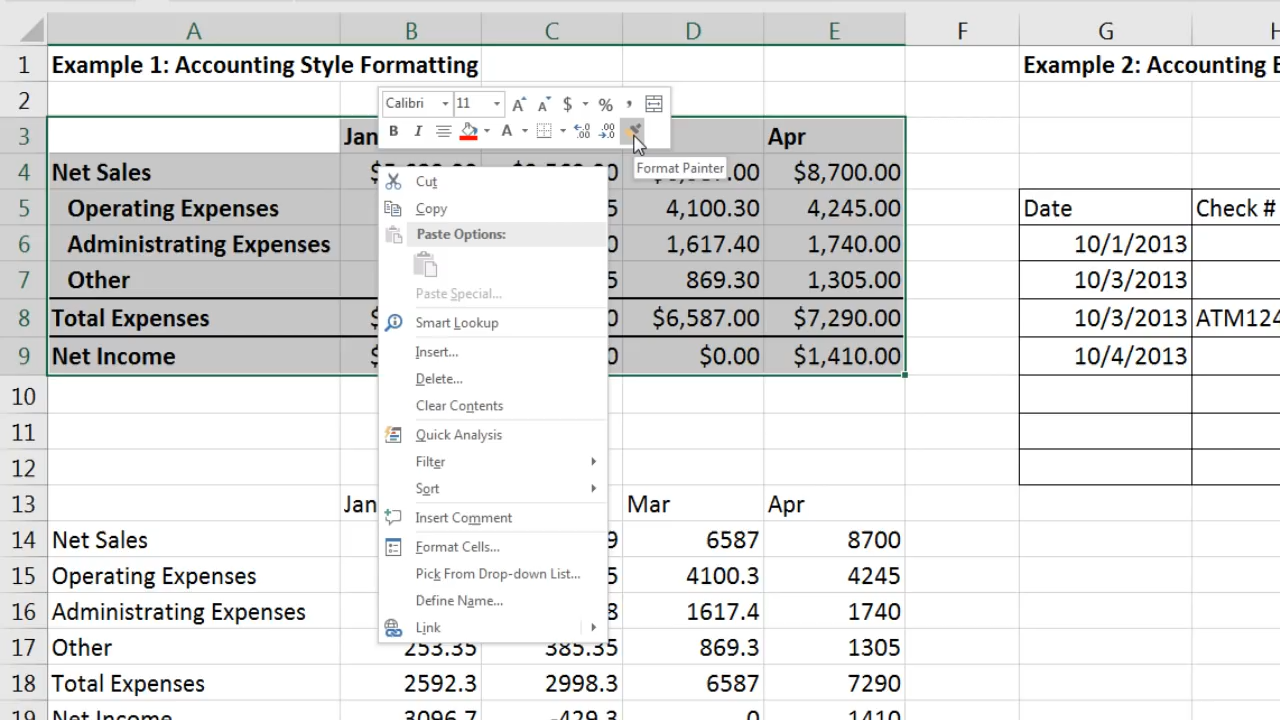 A B C D E F G H
1 Example 1: Accounting Style Formatting Example 2: Accounting
2
Calibri 11 $ % ,
B I A .00 .00
3 Jan Apr
Format Painter
4 Net Sales $8,700.00
5 Operating Expenses 5 4,100.30 4,245.00 Date Check #
6 Administrating Expenses 0 1,617.40 1,740.00 10/1/2013
7 Other 5 869.30 1,305.00 10/3/2013
8 Total Expenses 0 $6,587.00 $7,290.00 10/3/2013 ATM124
9 Net Income 0 $0.00 $1,410.00 10/4/2013
10
11
12
Cut
Copy
Paste Options:
Paste Special...
Smart Lookup
Insert...
Delete...
Clear Contents
Quick Analysis
Filter
Sort
Insert Comment
Format Cells...
Pick From Drop-down List...
Define Name...
Link
13 Jan Mar Apr
14 Net Sales 9 6587 8700
15 Operating Expenses 5 4100.3 4245
16 Administrating Expenses 8 1617.4 1740
17 Other 253.35 385.35 869.3 1305
18 Total Expenses 2592.3 2998.3 6587 7290
19 Net Income 3096.7 -429.3 0 1410